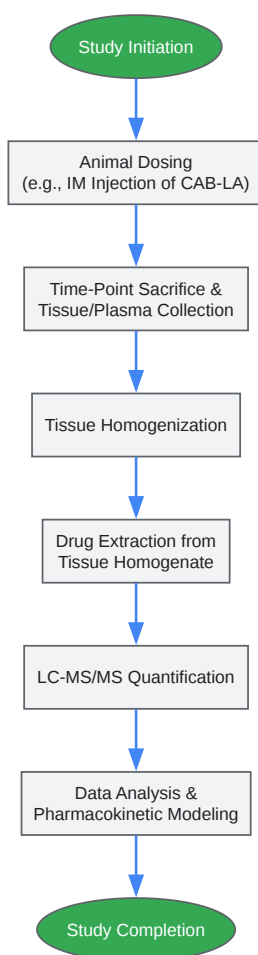 Study Initiation
Animal Dosing
(e.g., IM Injection of CAB-LA)
Time-Point Sacrifice &
Tissue/Plasma Collection
Tissue Homogenization
Drug Extraction from
Tissue Homogenate
LC-MS/MS Quantification
Data Analysis &
Pharmacokinetic Modeling
Study Completion